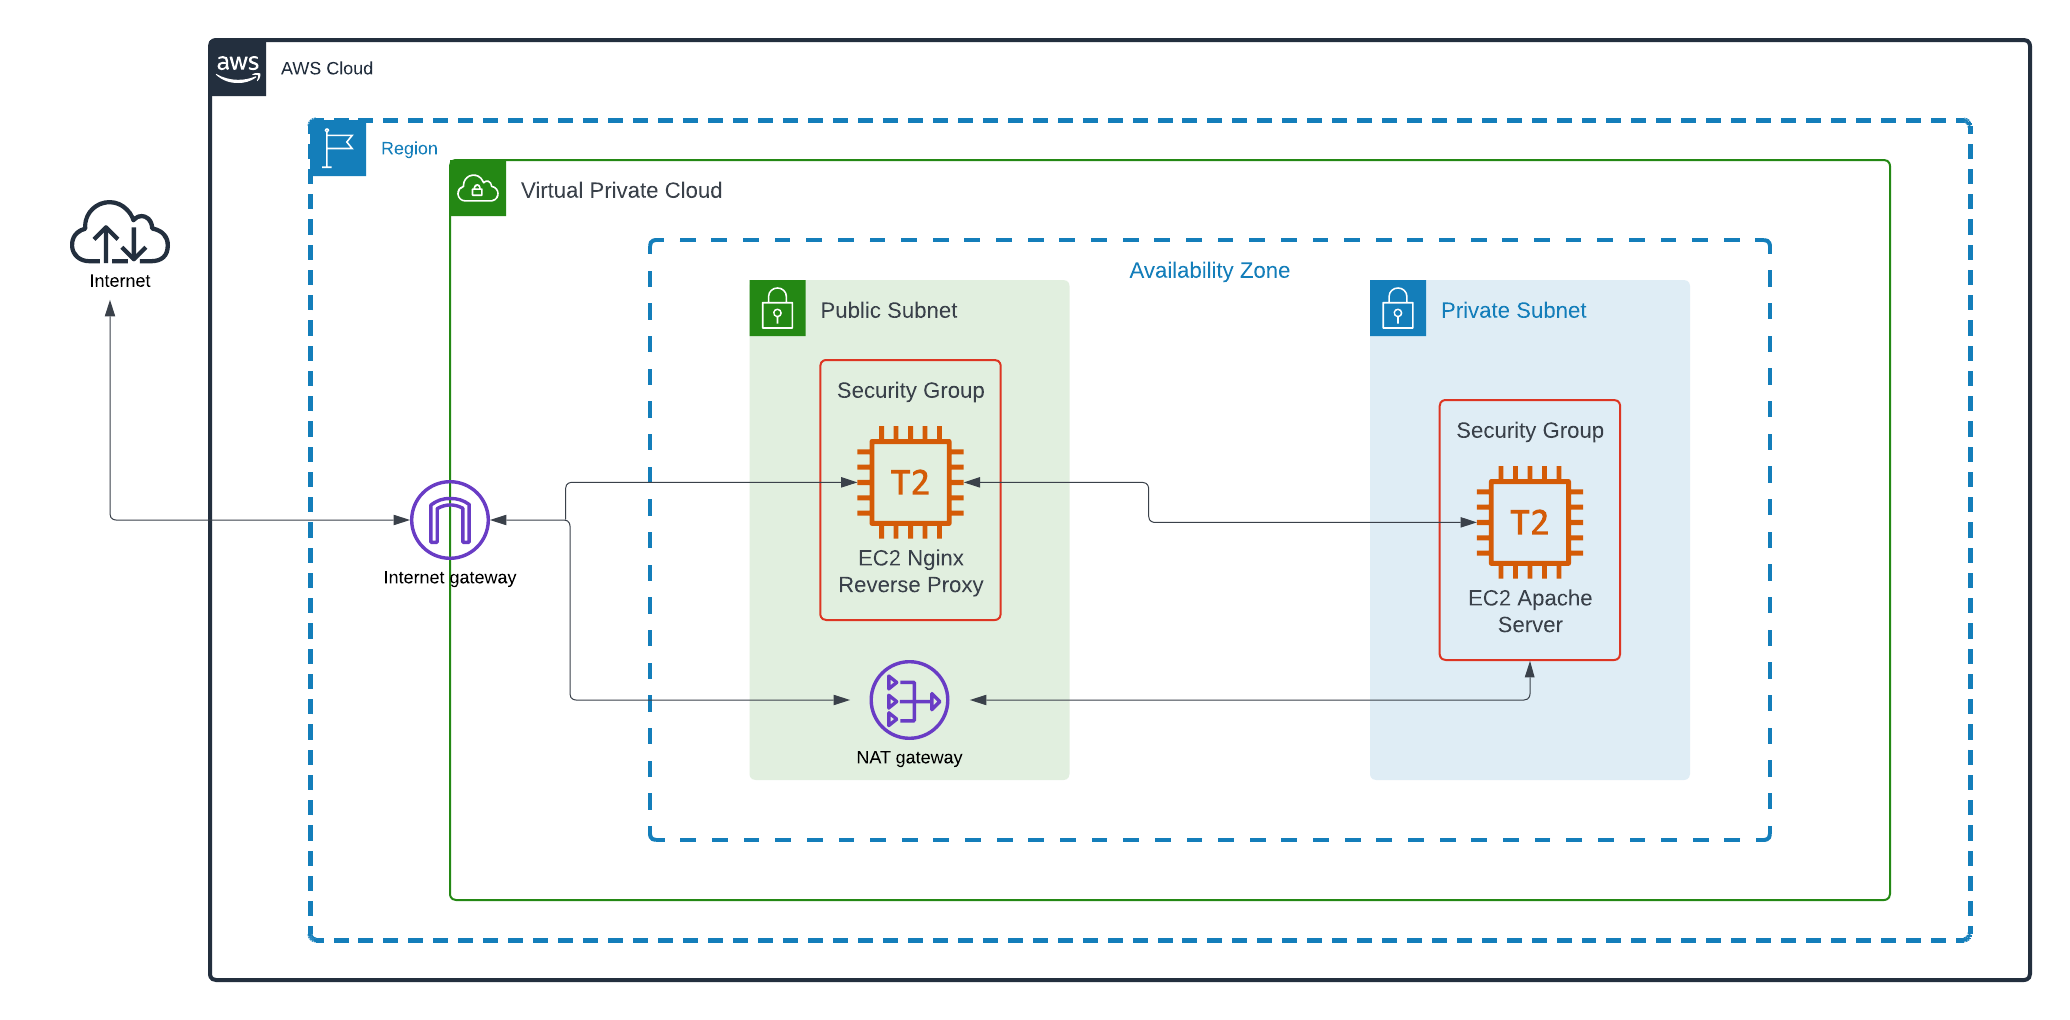 aws
AWS Cloud
Region
Virtual Private Cloud
Internet
Availability Zone
Public Subnet
Private Subnet
Security Group
T2
EC2 Nginx
Reverse Proxy
Security Group
T2
EC2 Apache
Server
Internet gateway
NAT gateway